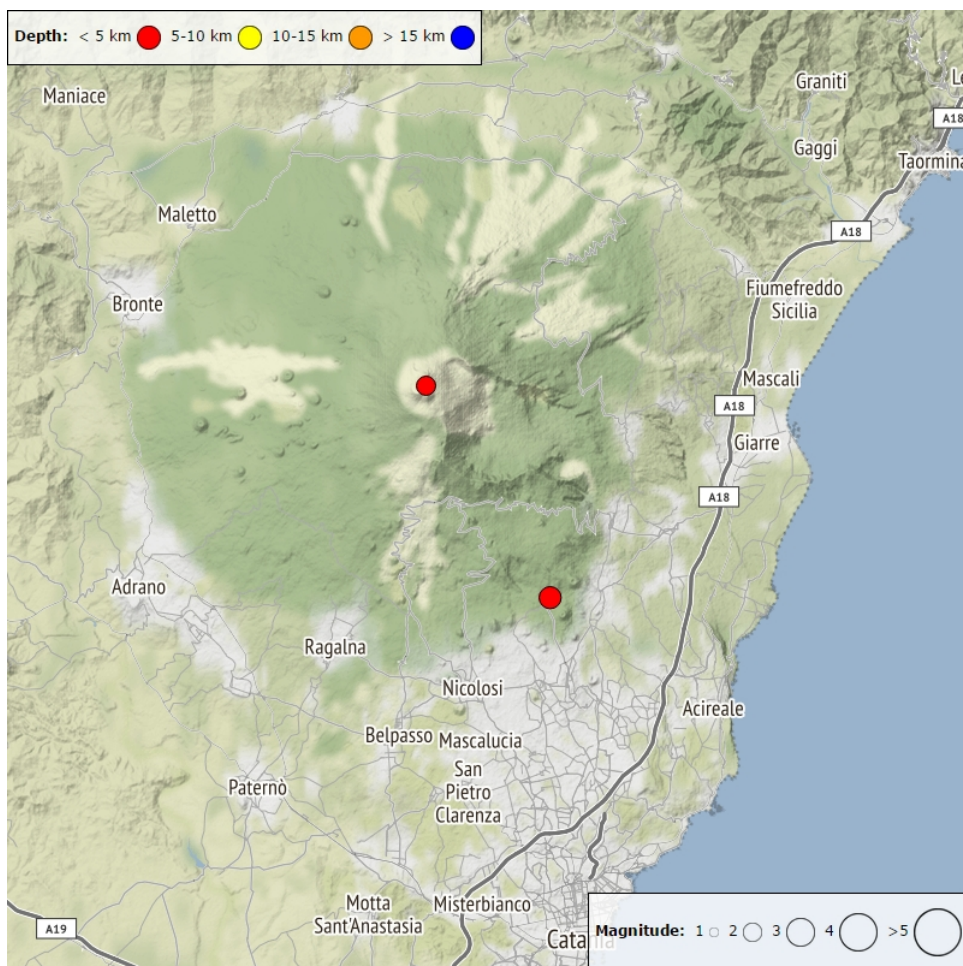 Depth: < 5 km 5-10 km 10-15 km > 15 km
Graniti
Maniace
A18
Gaggi
Taormina
Maletto
A18
Fiumefreddo
Sicilia
Bronte
Mascali
A18
Giarre
A18
Adrano
Ragalna
Nicolosi
Acireale
Belpasso
Mascalucia
San
Pietro
Clarenza
Paternò
Motta
Sant'Anastasia
Misterbianco
A19
Magnitude: 1 2 3 4 >5